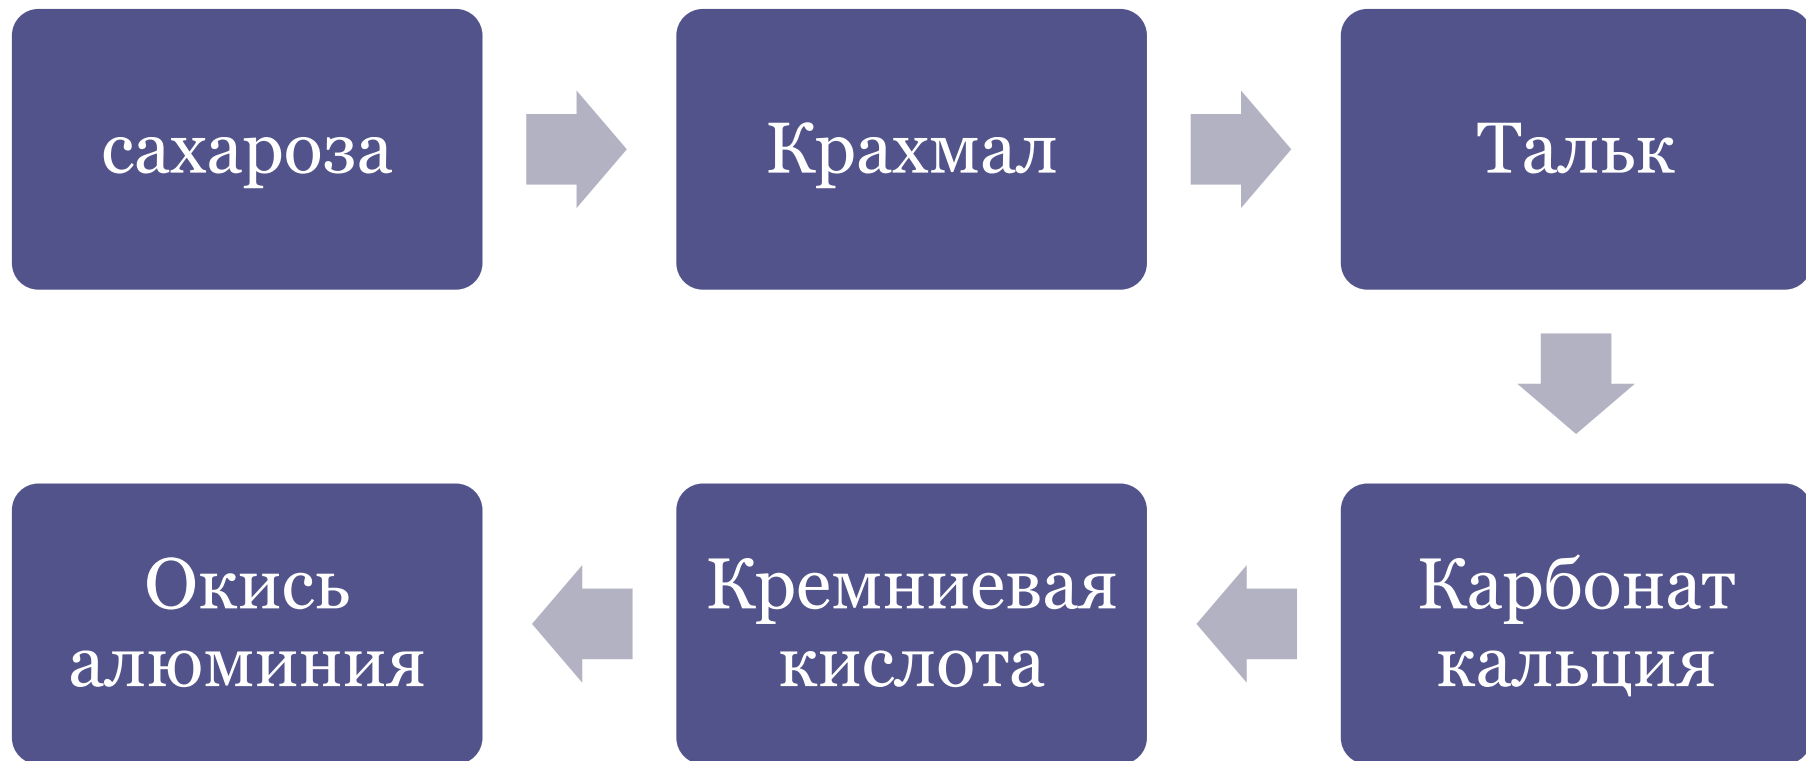 сахароза
Крахмал
Тальк
Карбонат
кальция
Кремниевая
кислота
Окись
алюминия